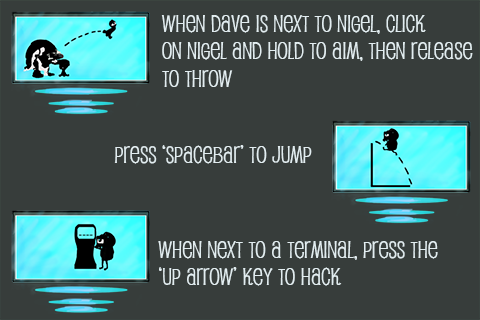 When Dave is next to Nigel, click
on Nigel and hold to aim, then release
to throw
Press 'Spacebar' to jump
When next to a terminal, press the
'up arrow' key to hack